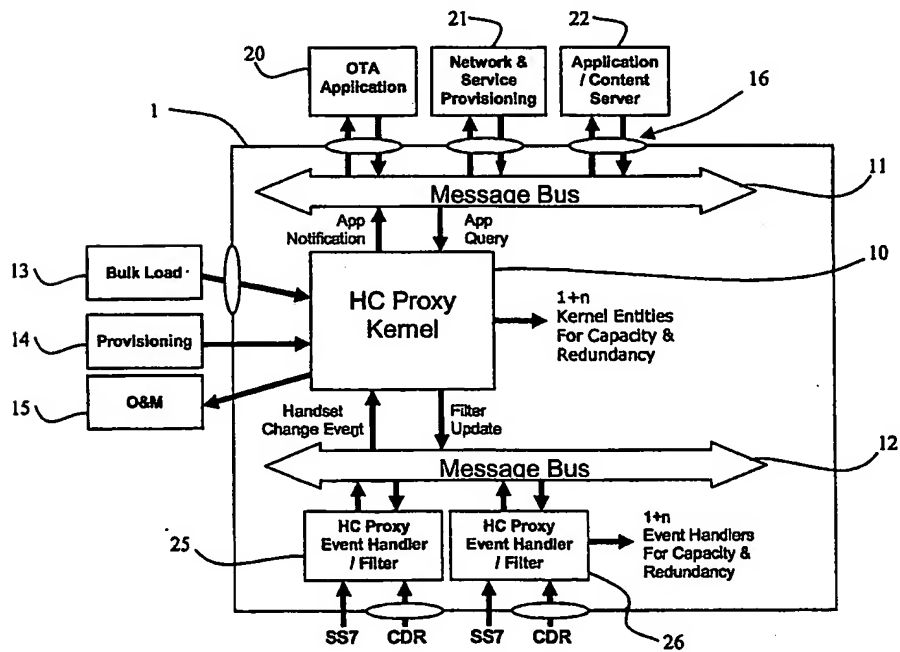 20
21
22
OTA
Application
Network &
Service
Provisioning
Application
/ Content
Server
16
1
11
Message Bus
App
Notification
App
Query
13
Bulk Load
10
HC Proxy
Kernel
1+n
Kernel Entities
For Capacity &
Redundancy
14
Provisioning
15
O&M
Handset
Change Event
Filter
Update
12
Message Bus
25
HC Proxy
Event Handler
/ Filter
HC Proxy
Event Handler
/ Filter
1+n
Event Handlers
For Capacity &
Redundancy
26
SS7
CDR
SS7
CDR